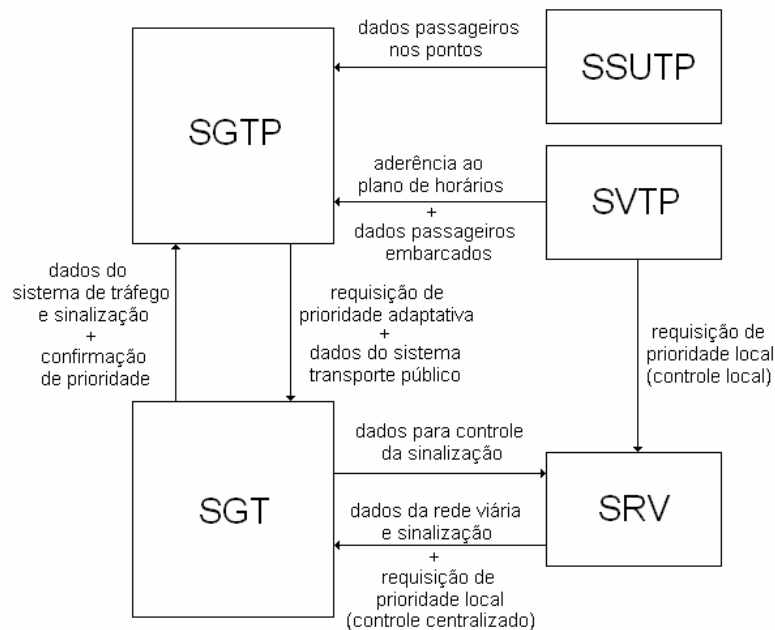 dados passageiros
nos pontos
SSUTP
SGTP
aderência ao
plano de horários
+
dados passageiros
embarcados
SVTP
dados do
sistema de tráfego
e sinalização
+
confirmação
de prioridade
requisição de
prioridade adaptativa
+
dados do sistema
transporte público
requisição de
prioridade local
(controle local)
SGT
dados para controle
da sinalização
dados da rede viária
e sinalização
+
requisição de
prioridade local
(controle centralizado)
SRV